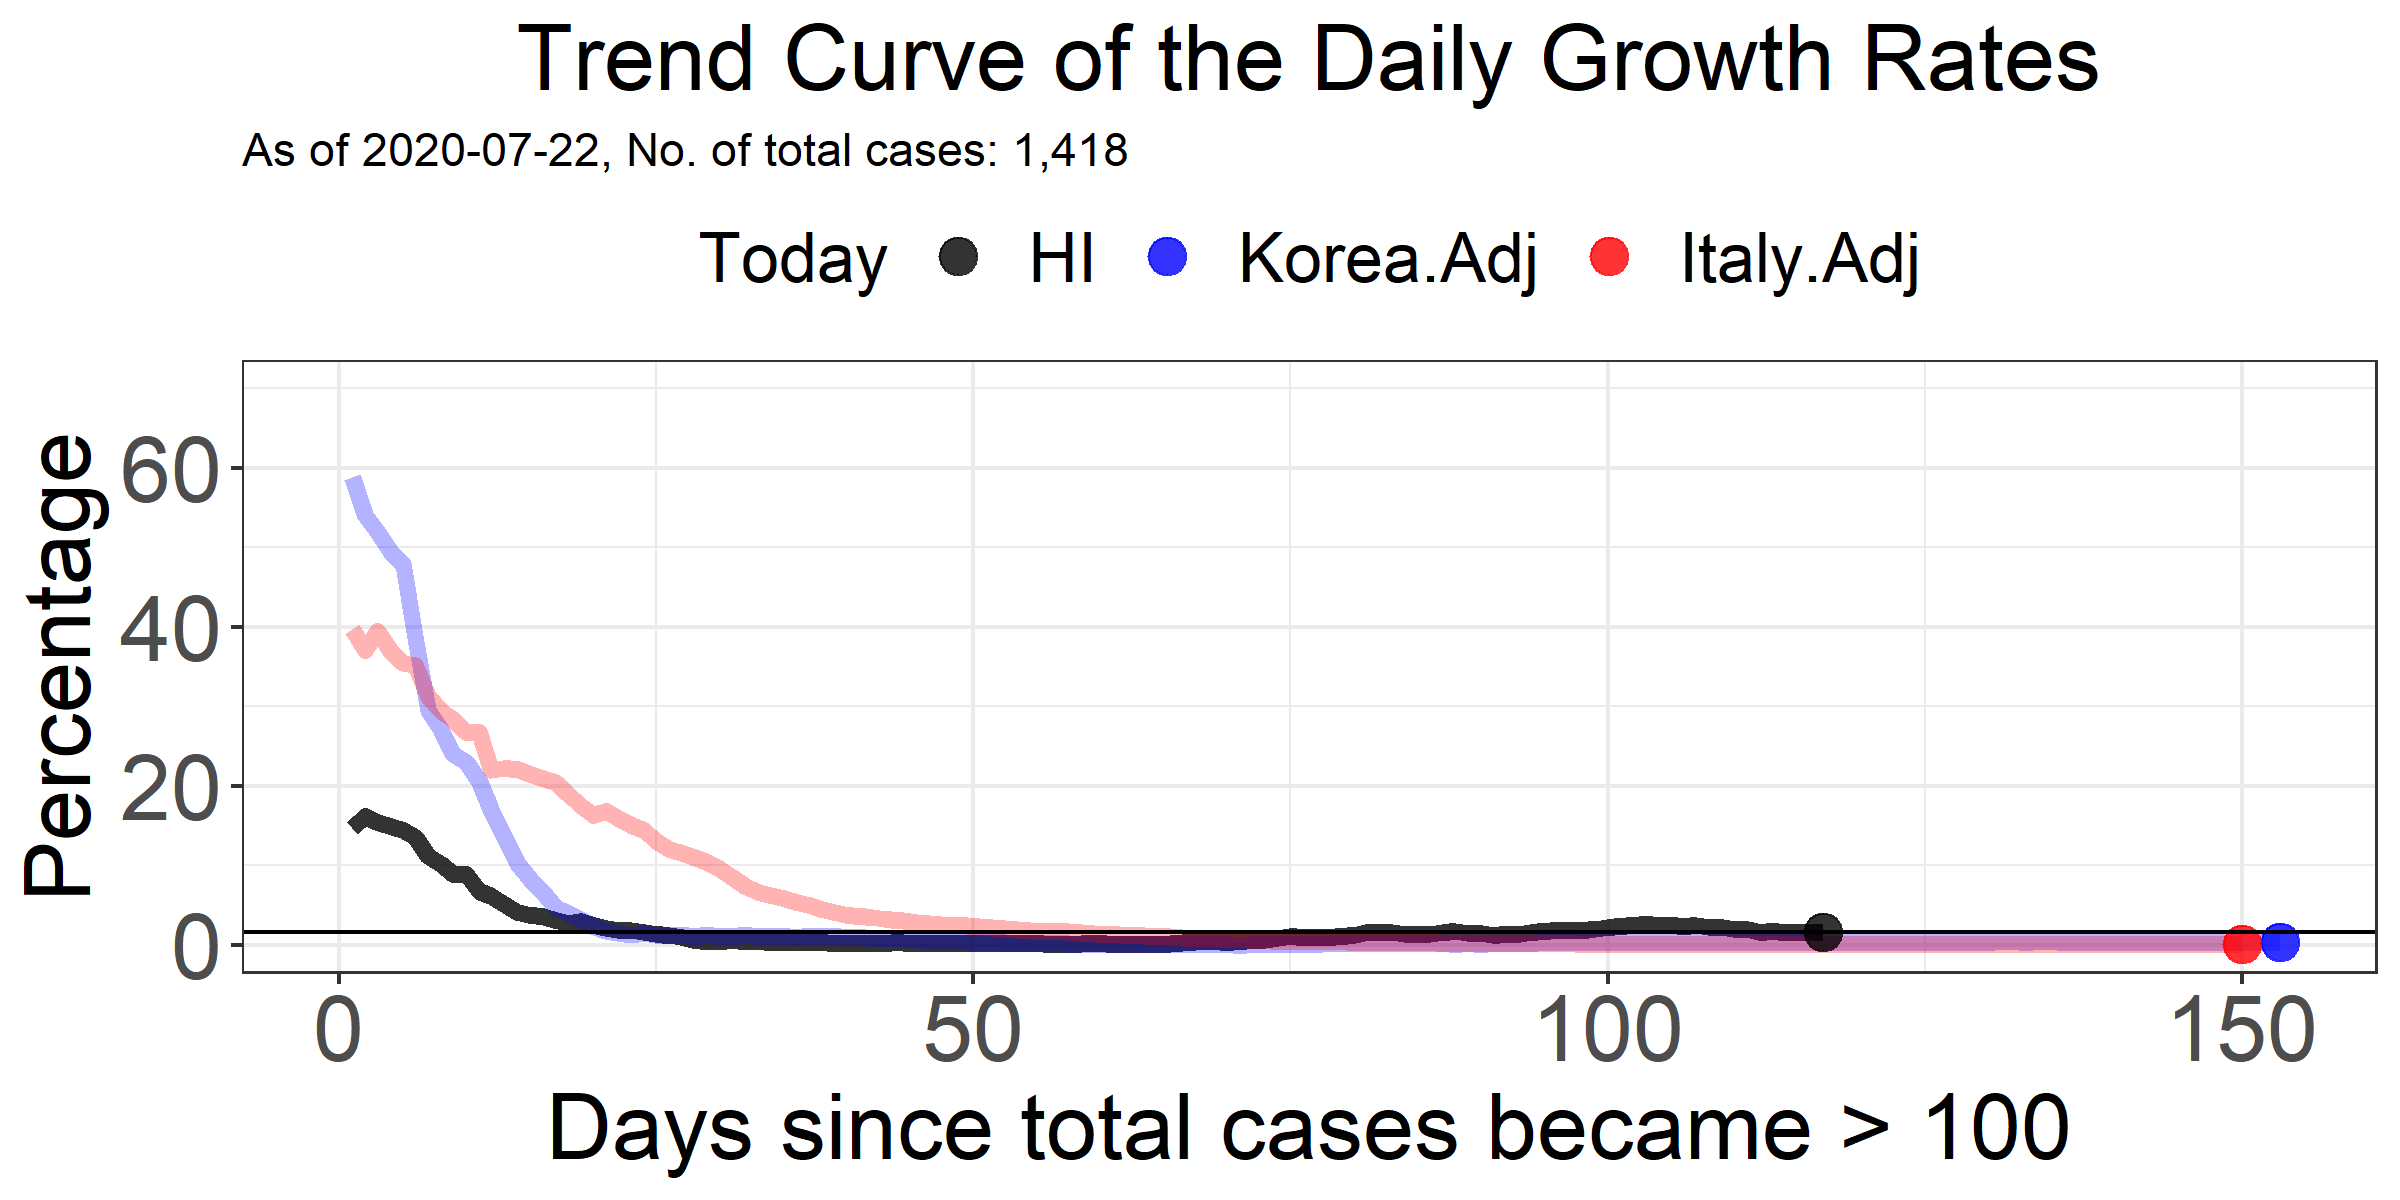 Trend Curve of the Daily Growth Rates
As of 2020-07-22, No. of total cases: 1,418
Today HI Korea.Adj Italy.Adj
Percentage
60
40
20
0
0 50 100 150
Days since total cases became > 100